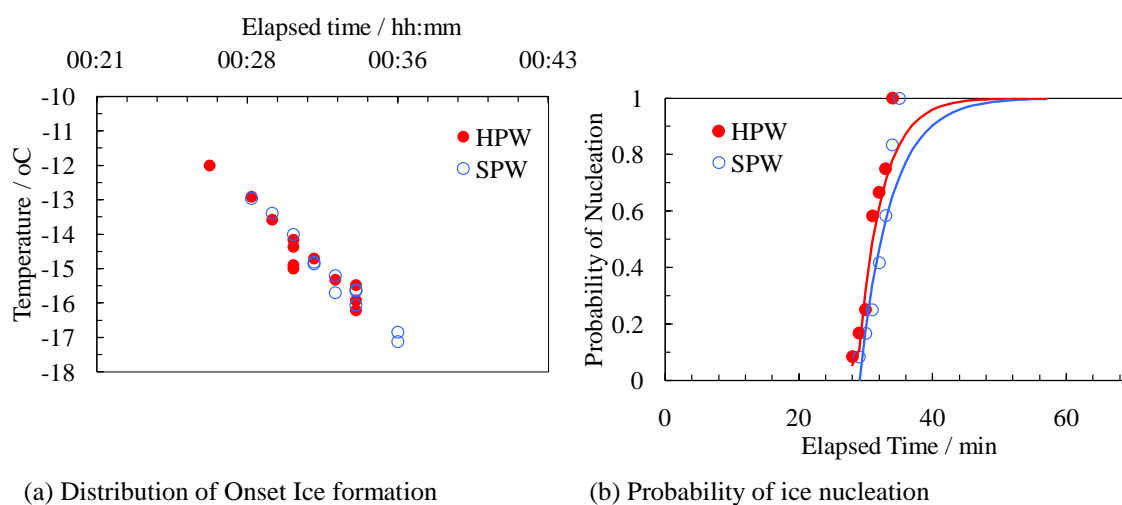 Elapsed time / hh:mm
00:21 00:28 00:36 00:43
-10
-11
-12
-13
-14
-15
-16
-17
-18
Temperature / oC
HPW
SPW
(a) Distribution of Onset Ice formation
1
0.8
0.6
0.4
0.2
0
Probability of Nucleation
HPW
SPW
0 20 40 60
Elapsed Time / min
(b) Probability of ice nucleation